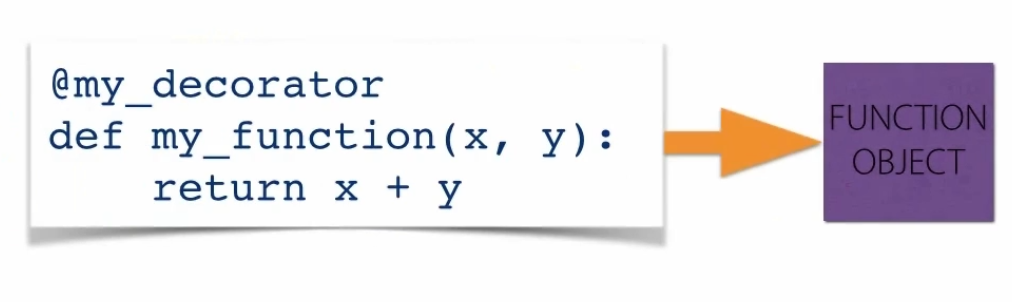 @my_decorator
def my_function(x, y):
    return x + y
FUNCTION
OBJECT